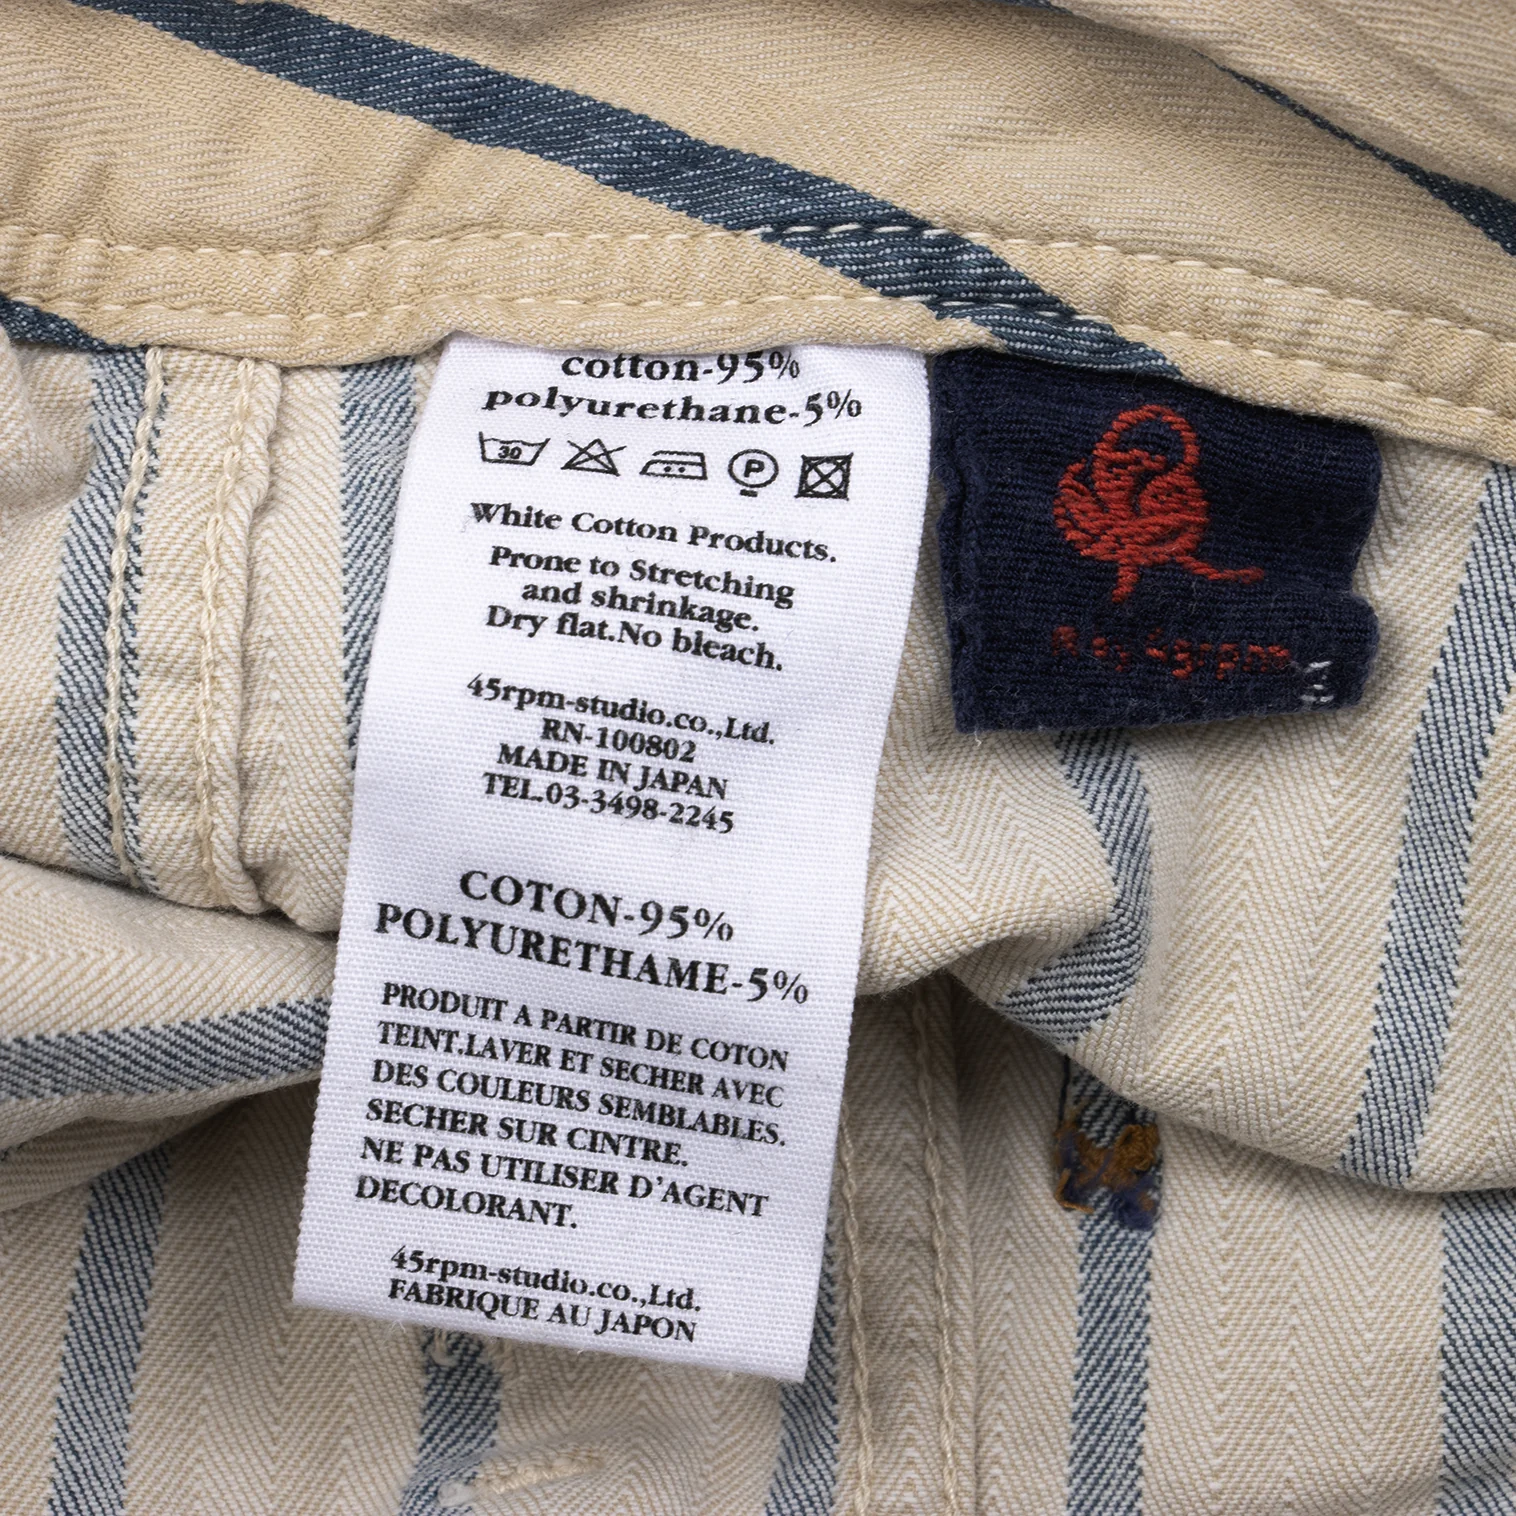 cotton-95%
polyurethane-5%
30
P
White Cotton Products.
Prone to Stretching
and shrinkage.
Dry flat.No bleach.
45rpm-studio.co.,Ltd.
RN-100802
MADE IN JAPAN
TEL.03-3498-2245
COTON-95%
POLYURETHAME-5%
PRODUIT A PARTIR DE COTON
TEINT.LAVER ET SECHER AVEC
DES COULEURS SEMBLABLES.
SECHER SUR CINTRE.
NE PAS UTILISER D'AGENT
DECOLORANT.
45rpm-studio.co.,Ltd.
FABRIQUE AU JAPON